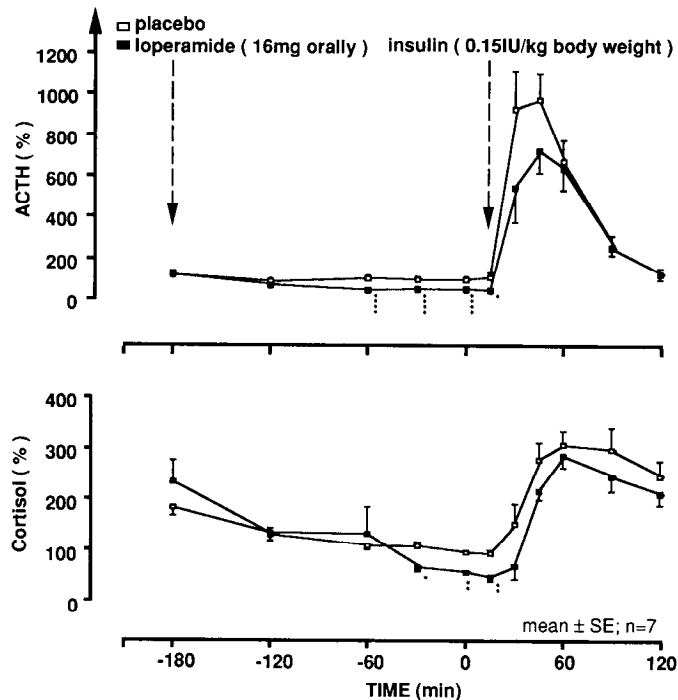 placebo
loperamide ( 16mg orally ) insulin ( 0.15IU/kg body weight )
1200
1000
800
600
400
200
0
ACTH ( % )
400
300
200
100
0
Cortisol ( % )
mean ± SE; n=7
-180 -120 -60 0 60 120
TIME (min)